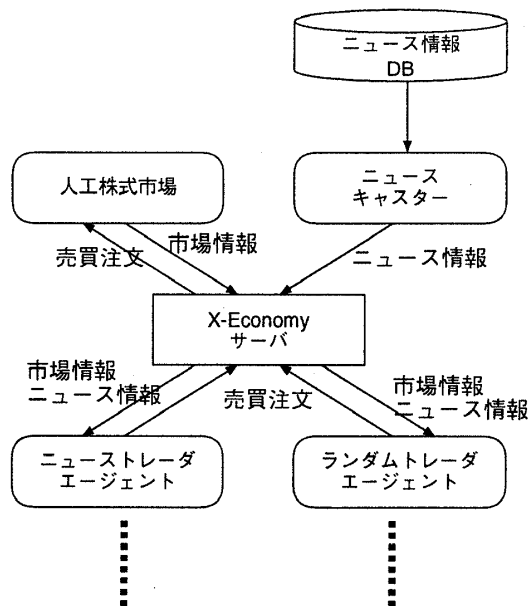 ニュース情報
DB
人工株式市場
ニュース
キャスター
市場情報
売買注文
ニュース情報
X-Economy
サーバ
市場情報
ニュース情報
売買注文
市場情報
ニュース情報
ニューストレーダ
エージェント
ランダムトレーダ
エージェント